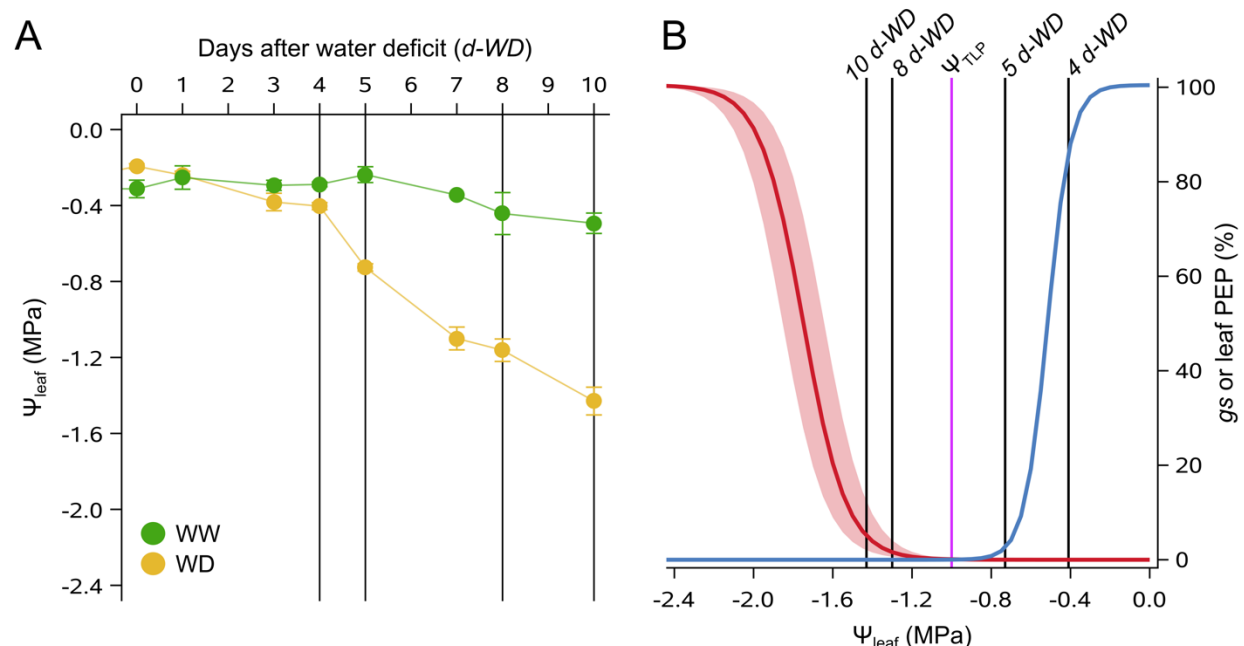 A
Days after water deficit (d-WD)
0 1 2 3 4 5 6 7 8 9 10
0.0
-0.4
-0.8
-1.2
-1.6
-2.0
-2.4
Ψleaf (MPa)
WW
WD
B
10 d-WD
8 d-WD
ΨTLP
5 d-WD
4 d-WD
100
80
60
40
20
0
gs or leaf PEP (%)
-2.4 -2.0 -1.6 -1.2 -0.8 -0.4 0.0
Ψleaf (MPa)